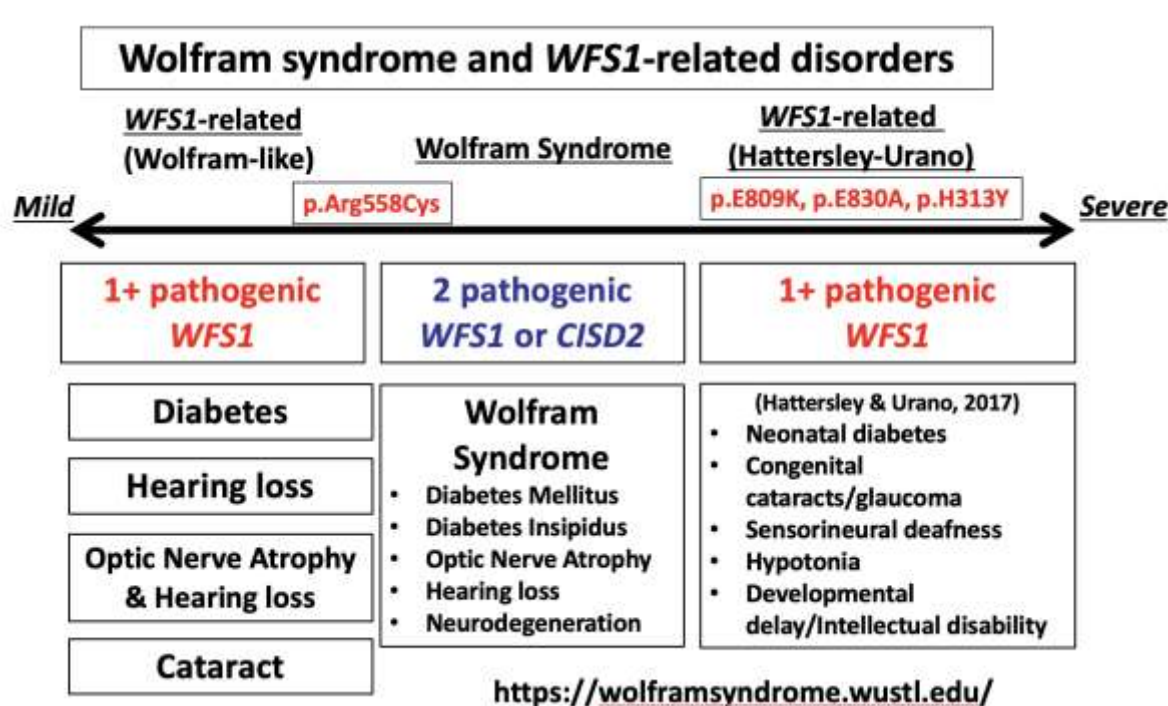 Wolfram syndrome and WFS1-related disorders
WFS1-related
(Wolfram-like)
Wolfram Syndrome
WFS1-related
(Hattersley-Urano)
Mild
p.Arg558Cys
p.E809K, p.E830A, p.H313Y
Severe
1+ pathogenic
WFS1
2 pathogenic
WFS1 or CISD2
1+ pathogenic
WFS1
Diabetes
Hearing loss
Optic Nerve Atrophy
& Hearing loss
Cataract
Wolfram
Syndrome
• Diabetes Mellitus
• Diabetes Insipidus
• Optic Nerve Atrophy
• Hearing loss
• Neurodegeneration
(Hattersley & Urano, 2017)
• Neonatal diabetes
• Congenital
cataracts/glaucoma
• Sensorineural deafness
• Hypotonia
• Developmental
delay/Intellectual disability
https://wolframsyndrome.wustl.edu/